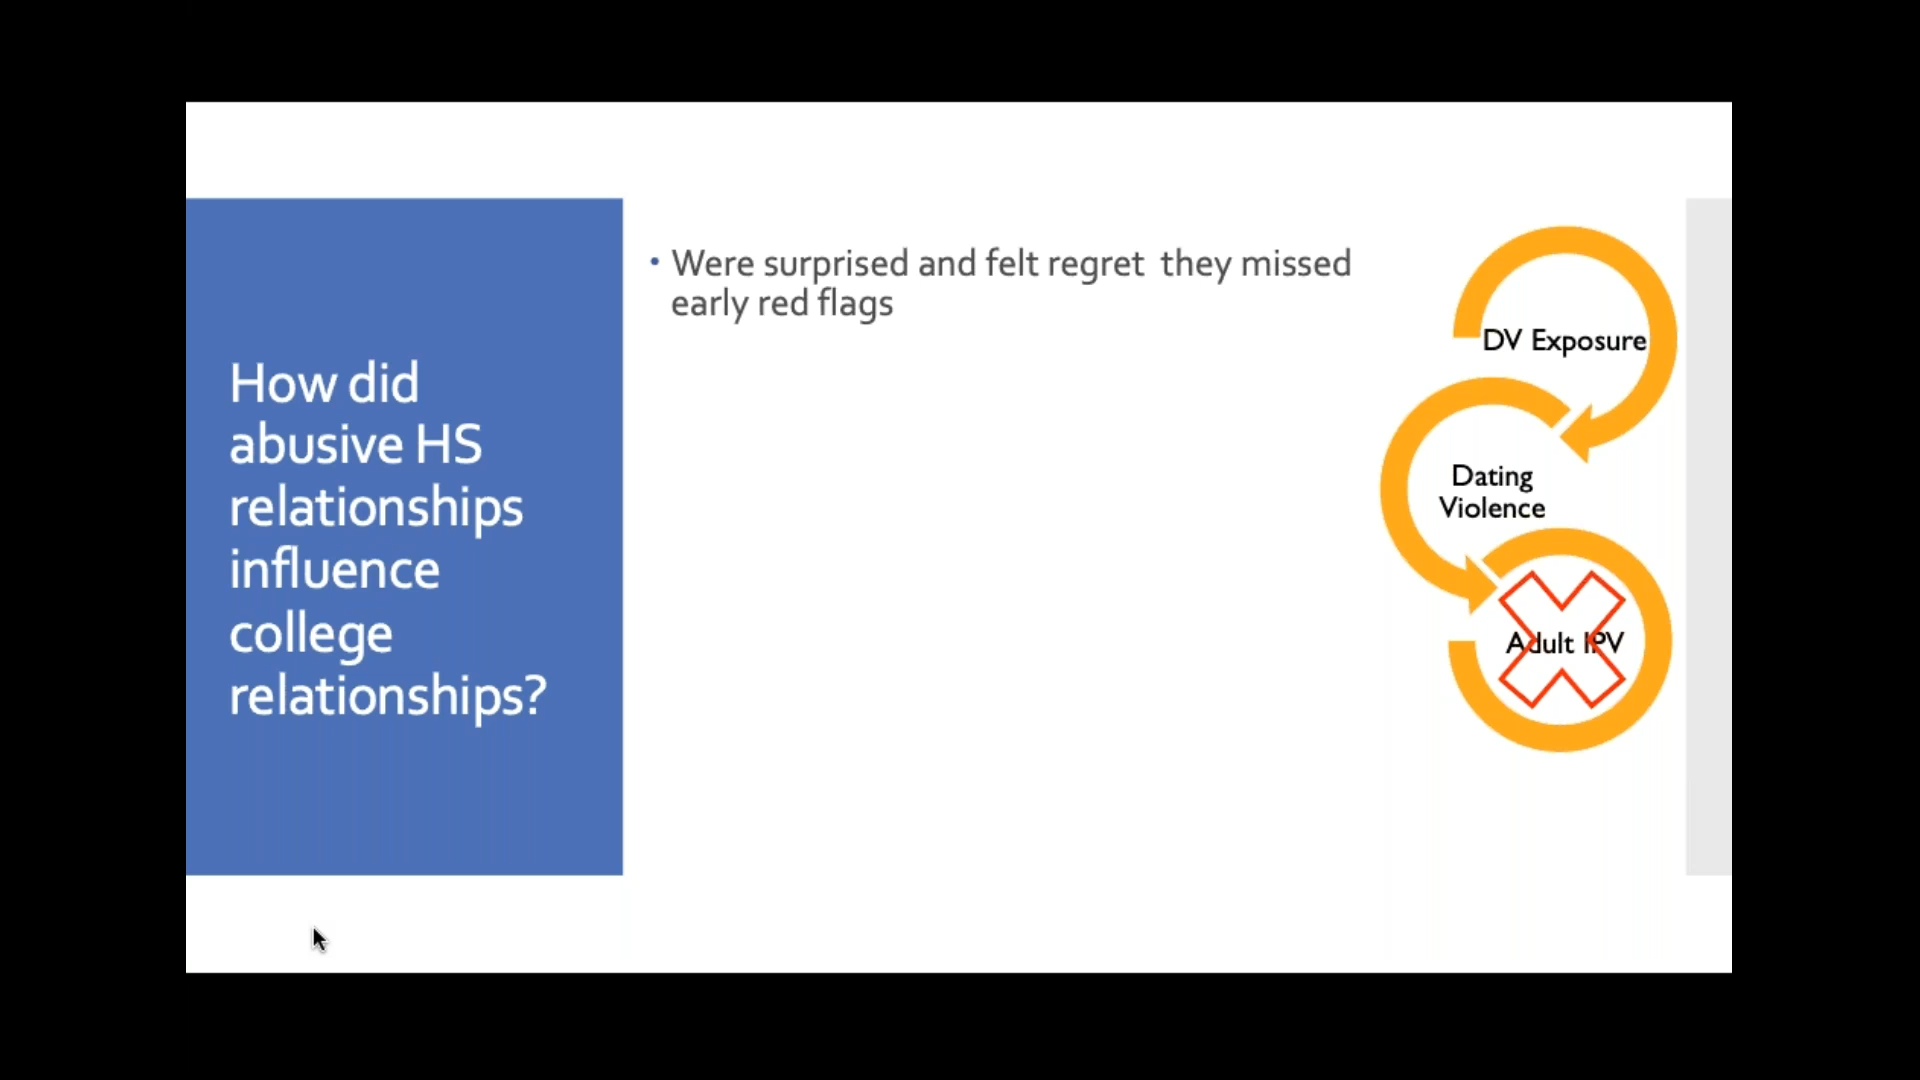 How did
abusive HS
relationships
influence
college
relationships?
• Were surprised and felt regret  they missed
early red flags
DV Exposure
Dating
Violence
Adult IPV